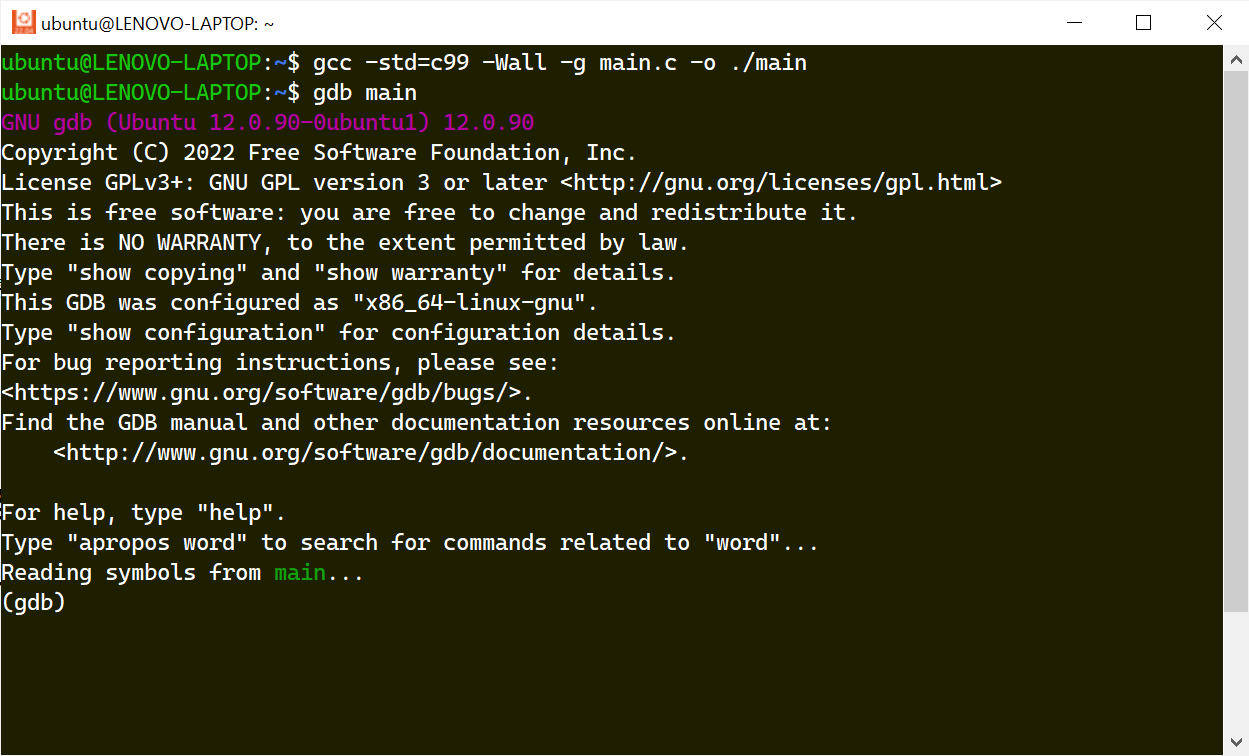 ubuntu@LENOVO-LAPTOP: ~
ubuntu@LENOVO-LAPTOP:~$ gcc -std=c99 -Wall -g main.c -o ./main
ubuntu@LENOVO-LAPTOP:~$ gdb main
GNU gdb (Ubuntu 12.0.90-0ubuntu1) 12.0.90
Copyright (C) 2022 Free Software Foundation, Inc.
License GPLv3+: GNU GPL version 3 or later <http://gnu.org/licenses/gpl.html>
This is free software: you are free to change and redistribute it.
There is NO WARRANTY, to the extent permitted by law.
Type "show copying" and "show warranty" for details.
This GDB was configured as "x86_64-linux-gnu".
Type "show configuration" for configuration details.
For bug reporting instructions, please see:
<https://www.gnu.org/software/gdb/bugs/>.
Find the GDB manual and other documentation resources online at:
    <http://www.gnu.org/software/gdb/documentation/>.

For help, type "help".
Type "apropos word" to search for commands related to "word"...
Reading symbols from main...
(gdb)